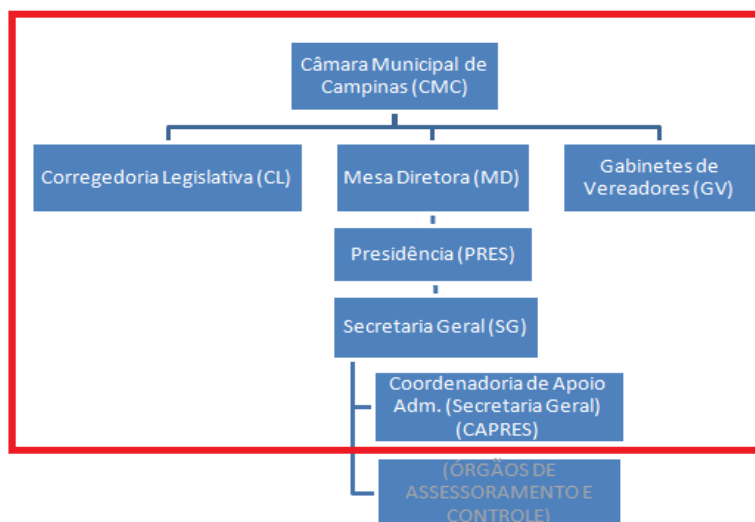 Câmara Municipal de
Campinas (CMC)
Corregedoria Legislativa (CL)
Mesa Diretora (MD)
Gabinetes de
Vereadores (GV)
Presidência (PRES)
Secretaria Geral (SG)
Coordenadoria de Apoio
Adm. (Secretaria Geral)
(CAPRES)
(ÓRGÃOS DE
ASSESSORAMENTO E
CONTROLE)